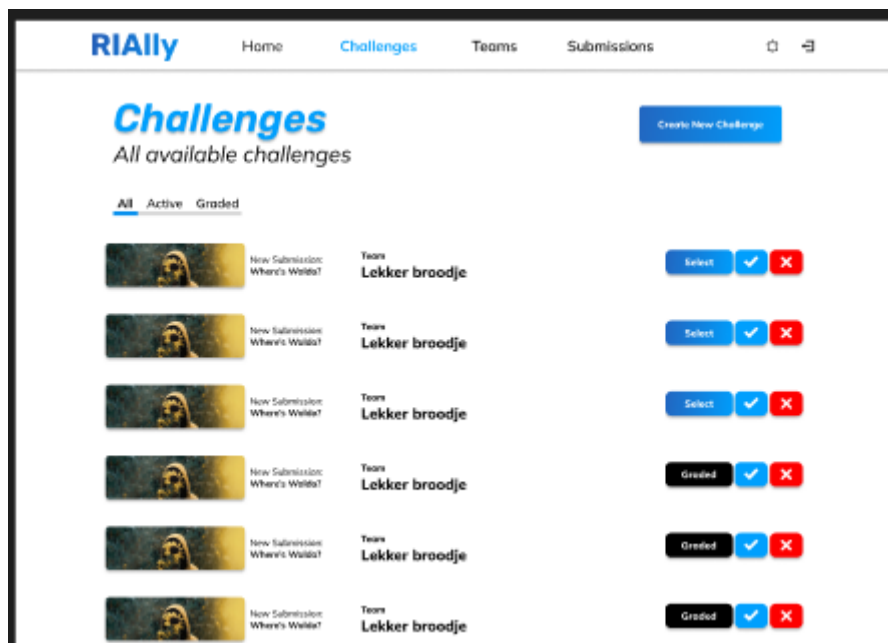 RIAlly Home Challenges Teams Submissions
Challenges
Create New Challenge
All available challenges
All Active Graded
New Submission:
Where's Waldo?
Team
Lekker broodje
Select
New Submission:
Where's Waldo?
Team
Lekker broodje
Select
New Submission:
Where's Waldo?
Team
Lekker broodje
Select
New Submission:
Where's Waldo?
Team
Lekker broodje
Graded
New Submission:
Where's Waldo?
Team
Lekker broodje
Graded
New Submission:
Where's Waldo?
Team
Lekker broodje
Graded